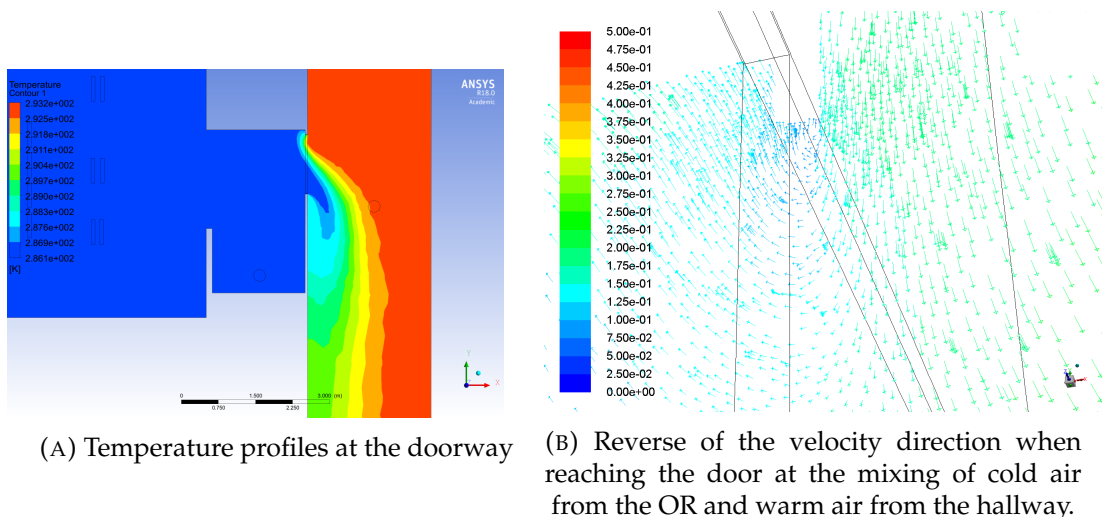 Temperature
Contour 1
2.932e+002
2.925e+002
2.918e+002
2.911e+002
2.904e+002
2.897e+002
2.890e+002
2.883e+002
2.876e+002
2.869e+002
2.861e+002
[K]
ANSYS
R18.0
Academic
Y
X
0
1.500
3.000 (m)
0.750
2.250
(A) Temperature profiles at the doorway
5.00e-01
4.75e-01
4.50e-01
4.25e-01
4.00e-01
3.75e-01
3.50e-01
3.25e-01
3.00e-01
2.75e-01
2.50e-01
2.25e-01
2.00e-01
1.75e-01
1.50e-01
1.25e-01
1.00e-01
7.50e-02
5.00e-02
2.50e-02
0.00e+00
(B) Reverse of the velocity direction when
reaching the door at the mixing of cold air
from the OR and warm air from the hallway.